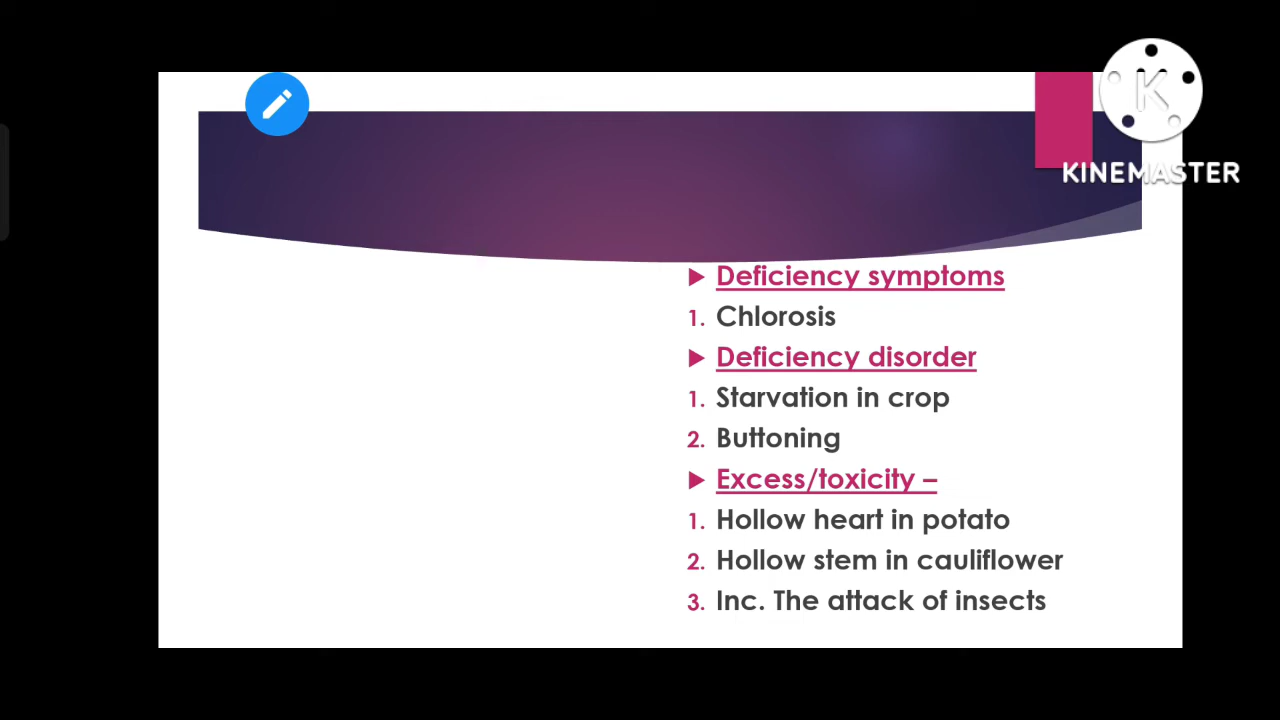 KINEMASTER
Deficiency symptoms
1. Chlorosis
Deficiency disorder
1. Starvation in crop
2. Buttoning
Excess/toxicity –
1. Hollow heart in potato
2. Hollow stem in cauliflower
3. Inc. The attack of insects